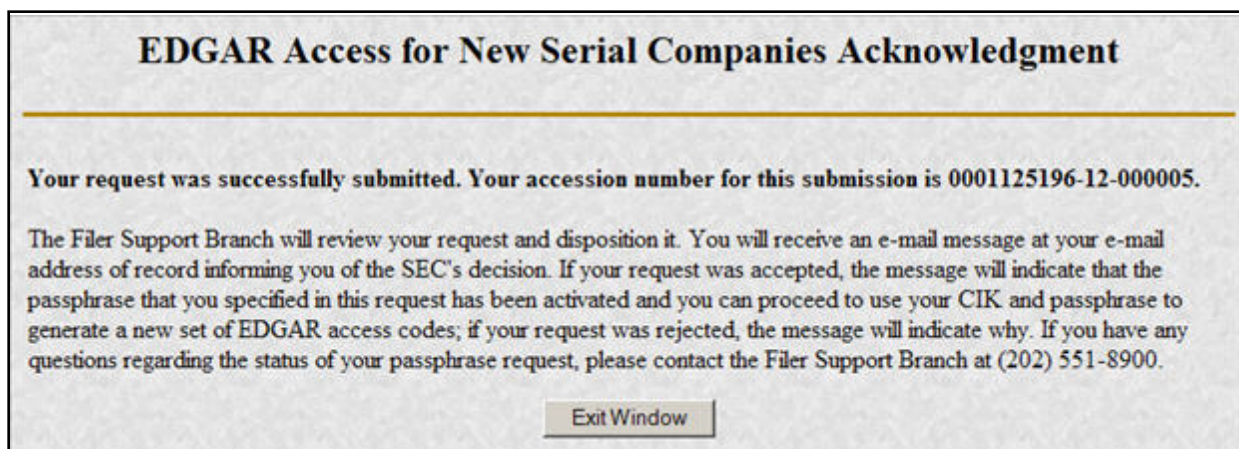 EDGAR Access for New Serial Companies Acknowledgment
Your request was successfully submitted. Your accession number for this submission is 0001125196-12-000005.
The Filer Support Branch will review your request and disposition it. You will receive an e-mail message at your e-mail
address of record informing you of the SEC's decision. If your request was accepted, the message will indicate that the
passphrase that you specified in this request has been activated and you can proceed to use your CIK and passphrase to
generate a new set of EDGAR access codes; if your request was rejected, the message will indicate why. If you have any
questions regarding the status of your passphrase request, please contact the Filer Support Branch at (202) 551-8900.
Exit Window